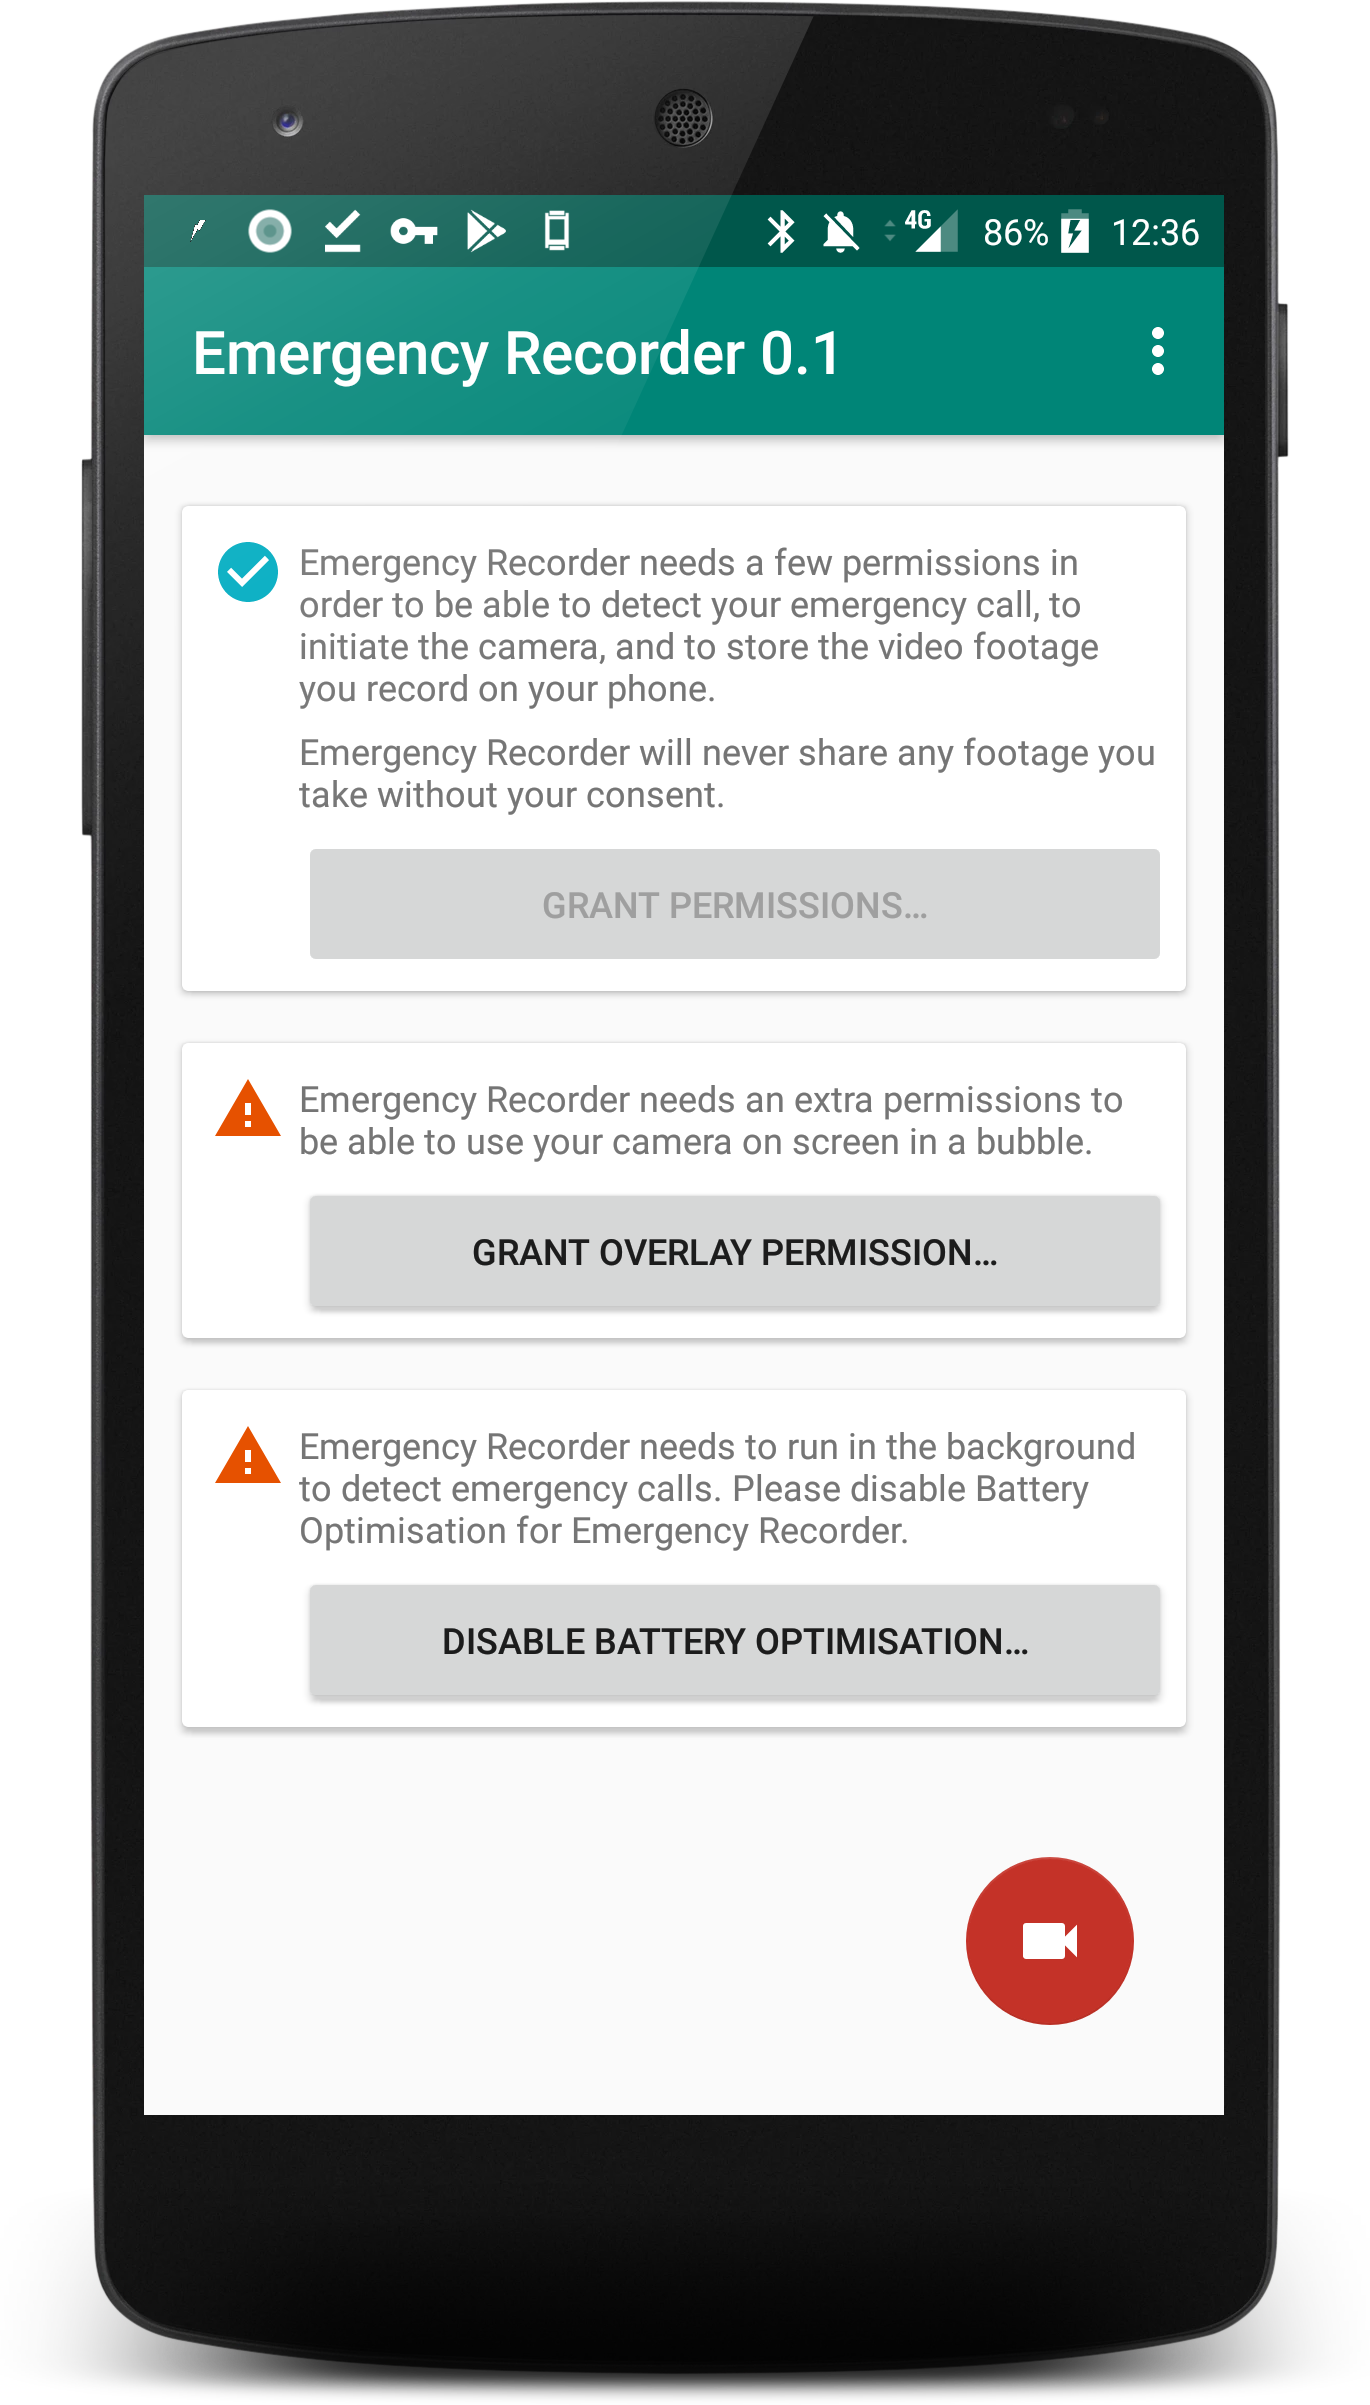 4G 86% 12:36
Emergency Recorder 0.1
Emergency Recorder needs a few permissions in
order to be able to detect your emergency call, to
initiate the camera, and to store the video footage
you record on your phone.
Emergency Recorder will never share any footage you
take without your consent.
GRANT PERMISSIONS…
Emergency Recorder needs an extra permissions to
be able to use your camera on screen in a bubble.
GRANT OVERLAY PERMISSION…
Emergency Recorder needs to run in the background
to detect emergency calls. Please disable Battery
Optimisation for Emergency Recorder.
DISABLE BATTERY OPTIMISATION…